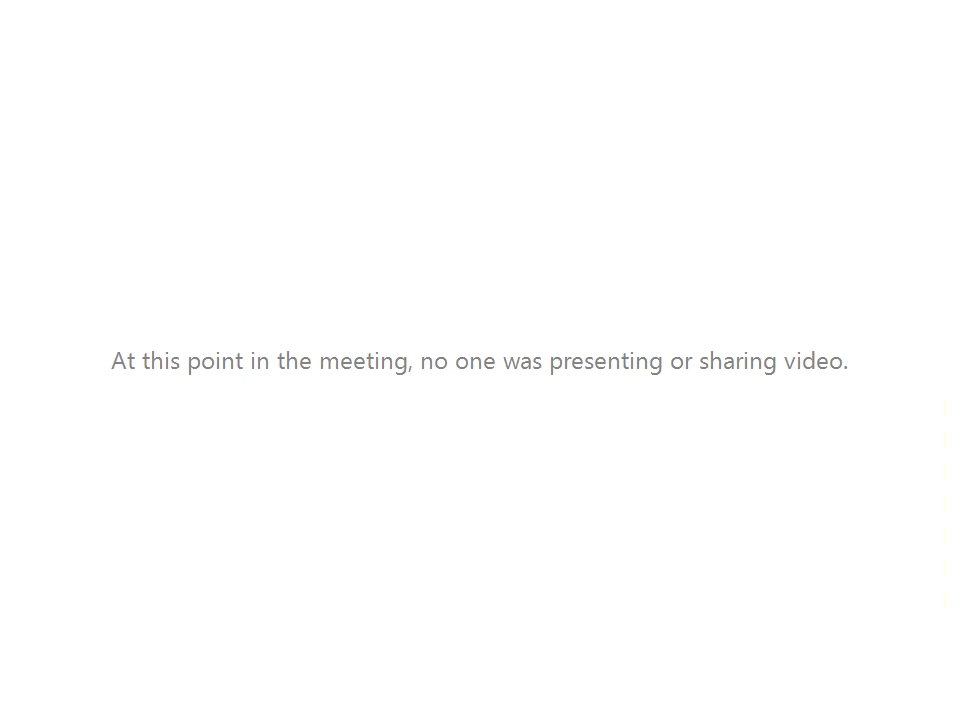 At this point in the meeting, no one was presenting or sharing video.